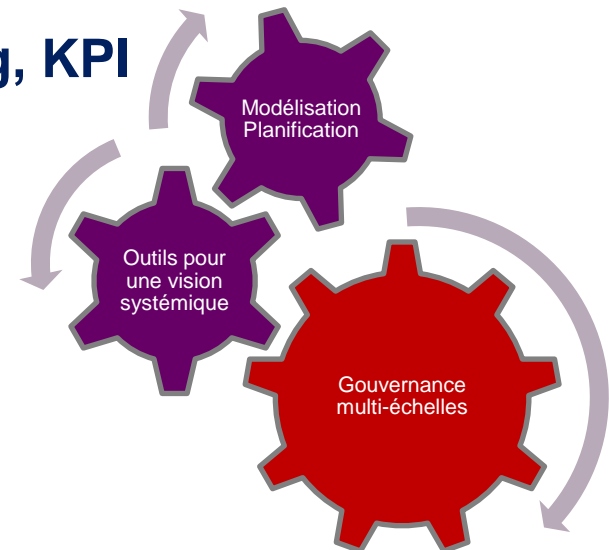 g, KPI
Modélisation
Planification
Outils pour
une vision
systémique
Gouvernance
multi-échelles